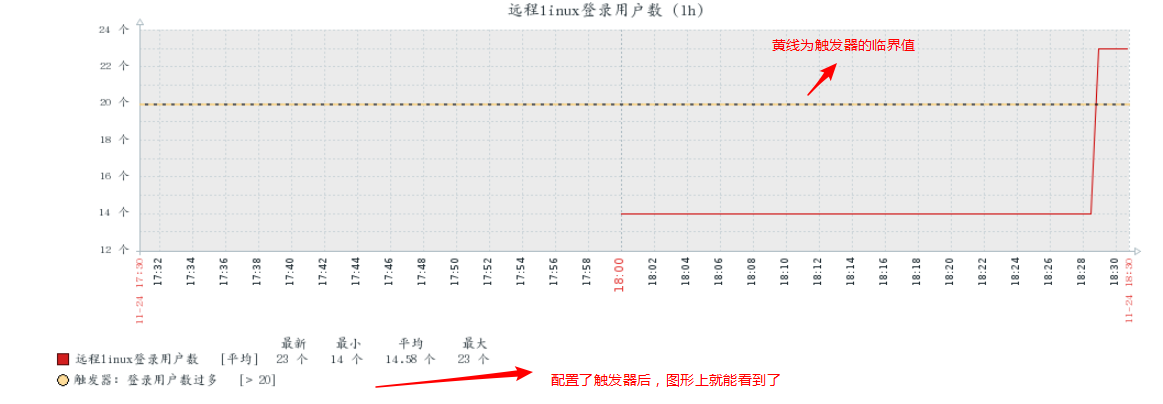 远程linux登录用户数 (1h)
24 个
22 个
20 个
18 个
16 个
14 个
12 个
黄线为触发器的临界值
11-24 17:30
17:32
17:34
17:36
17:38
17:40
17:42
17:44
17:46
17:48
17:50
17:52
17:54
17:56
17:58
18:00
18:02
18:04
18:06
18:08
18:10
18:12
18:14
18:16
18:18
18:20
18:22
18:24
18:26
18:28
18:30
11-24 18:30
最新 最小 平均 最大
远程linux登录用户数 [平均] 23 个 14 个 14.58 个 23 个
触发器: 登录用户数过多 [> 20]
配置了触发器后，图形上就能看到了